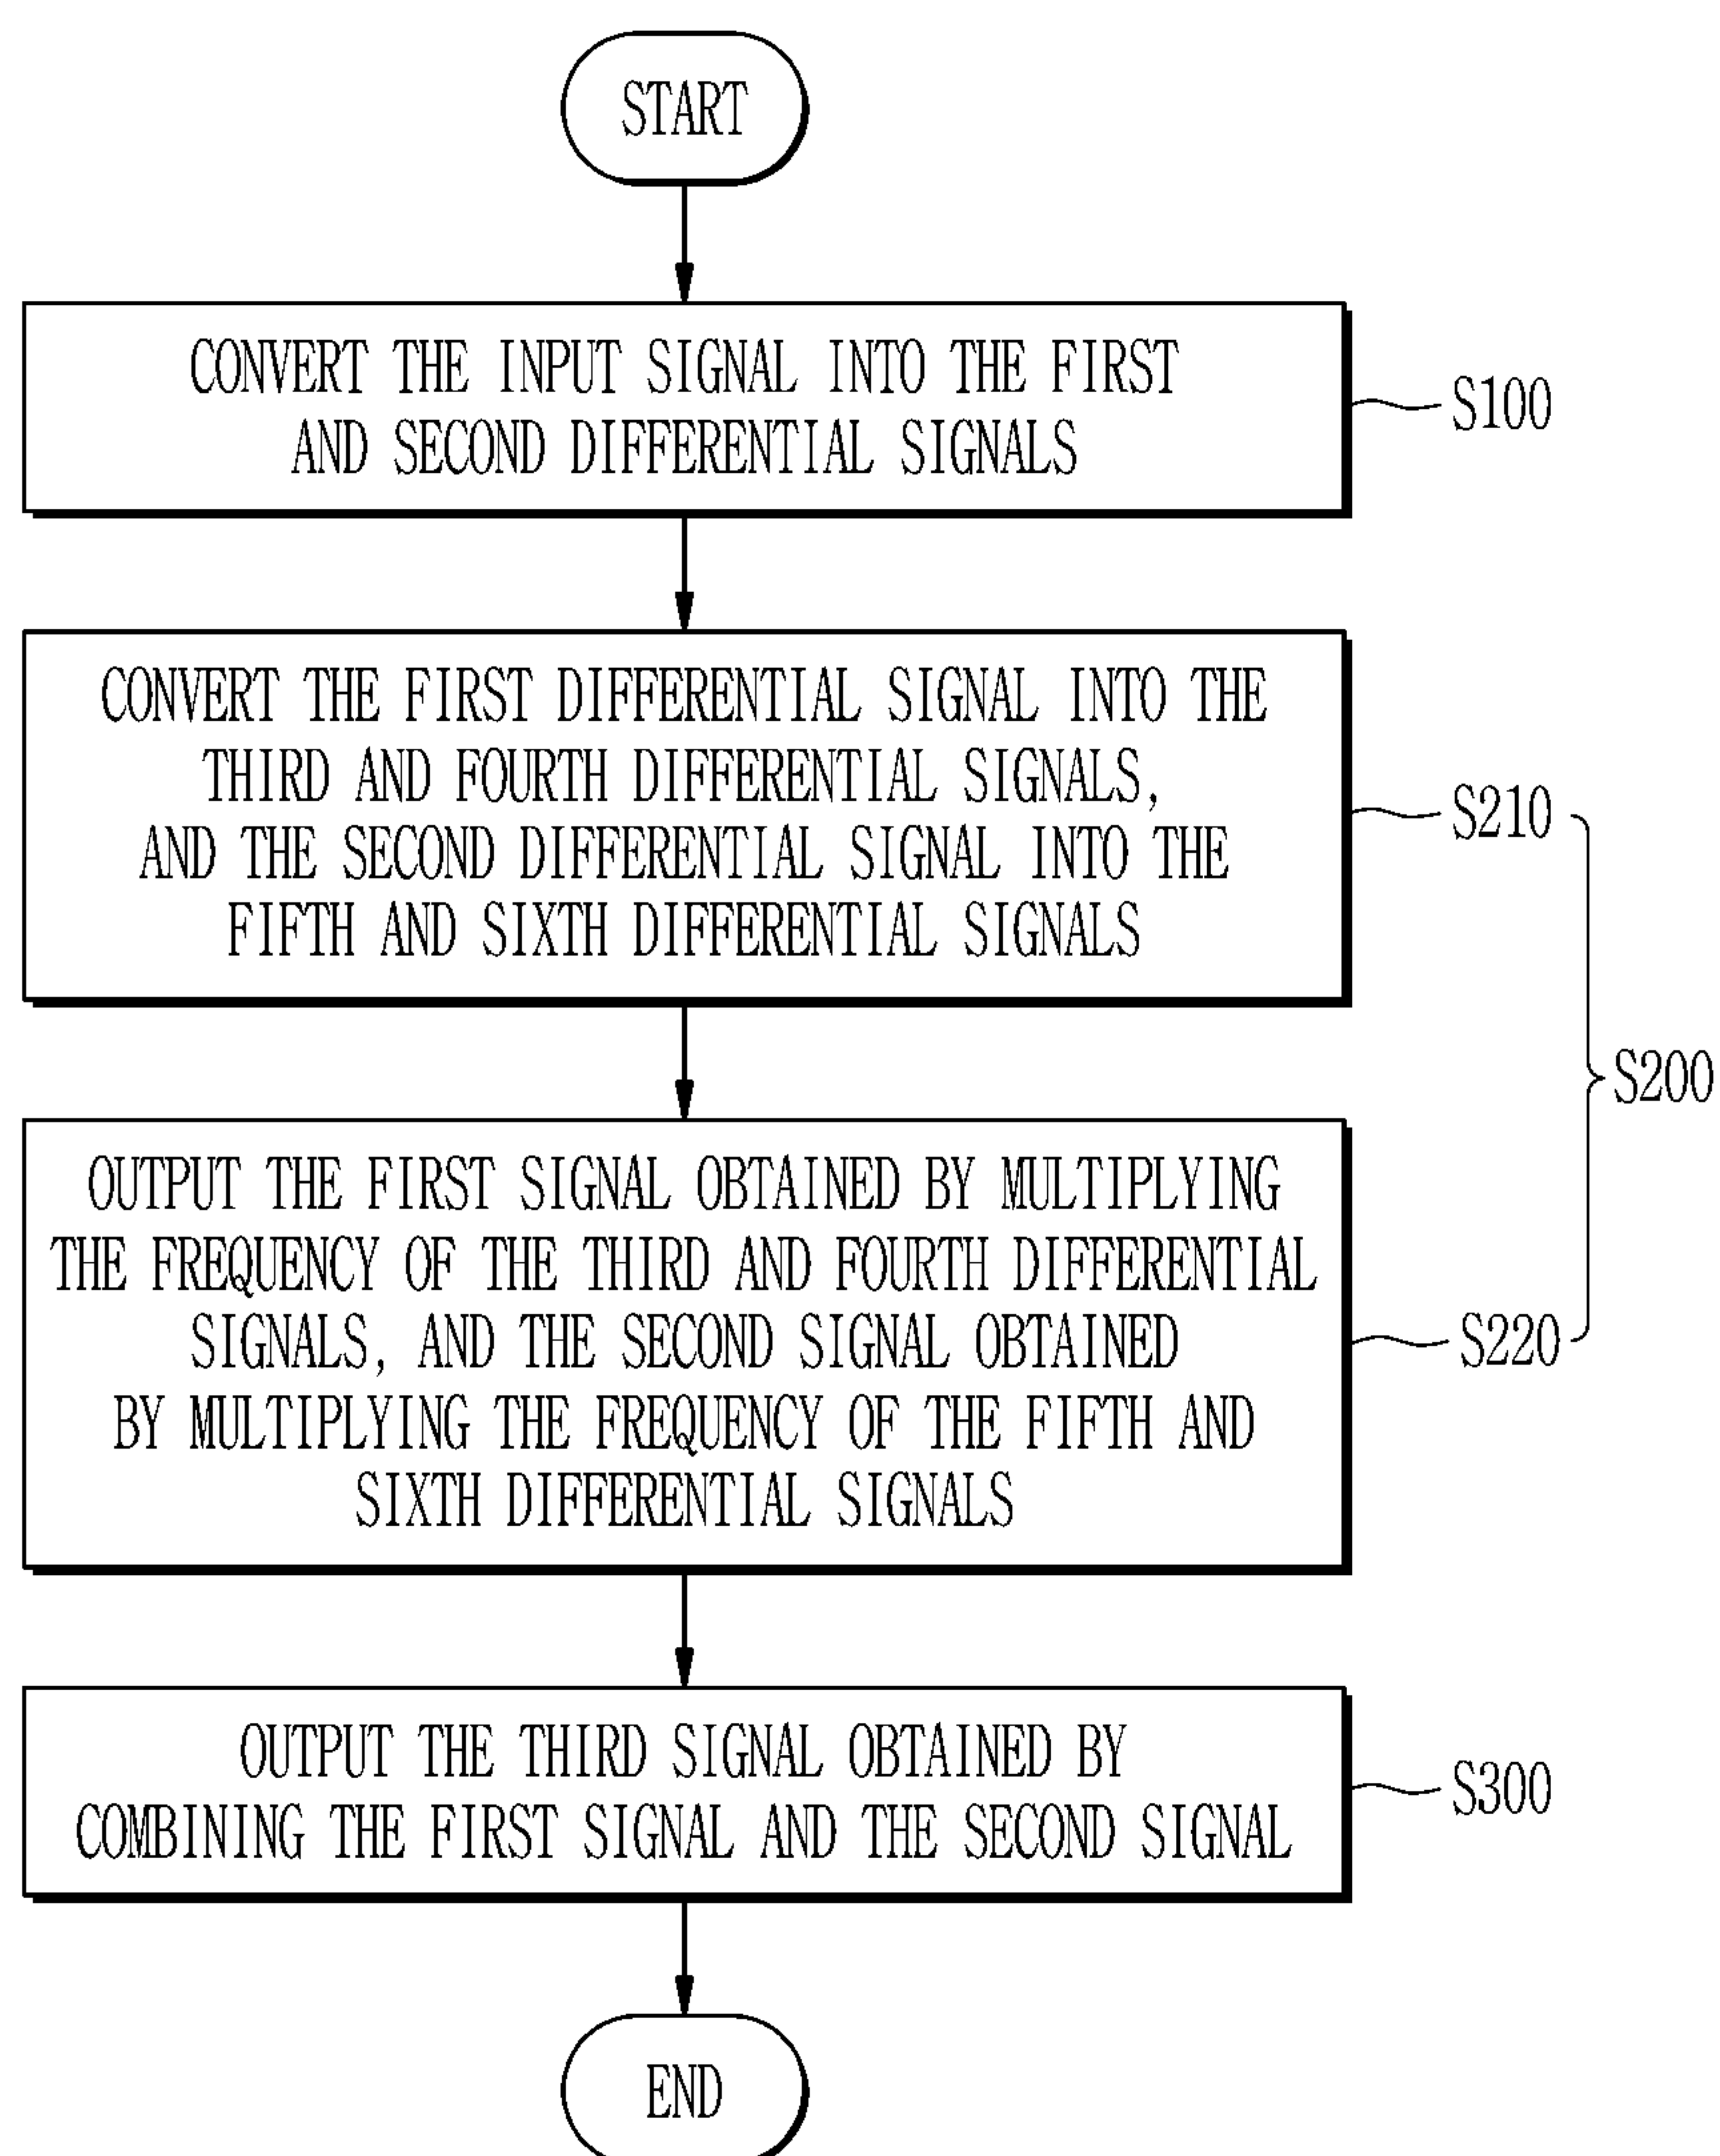 START
CONVERT THE INPUT SIGNAL INTO THE FIRST
AND SECOND DIFFERENTIAL SIGNALS
S100
CONVERT THE FIRST DIFFERENTIAL SIGNAL INTO THE
THIRD AND FOURTH DIFFERENTIAL SIGNALS,
AND THE SECOND DIFFERENTIAL SIGNAL INTO THE
FIFTH AND SIXTH DIFFERENTIAL SIGNALS
S210
S200
OUTPUT THE FIRST SIGNAL OBTAINED BY MULTIPLYING
THE FREQUENCY OF THE THIRD AND FOURTH DIFFERENTIAL
SIGNALS, AND THE SECOND SIGNAL OBTAINED
BY MULTIPLYING THE FREQUENCY OF THE FIFTH AND
SIXTH DIFFERENTIAL SIGNALS
S220
OUTPUT THE THIRD SIGNAL OBTAINED BY
COMBINING THE FIRST SIGNAL AND THE SECOND SIGNAL
S300
END